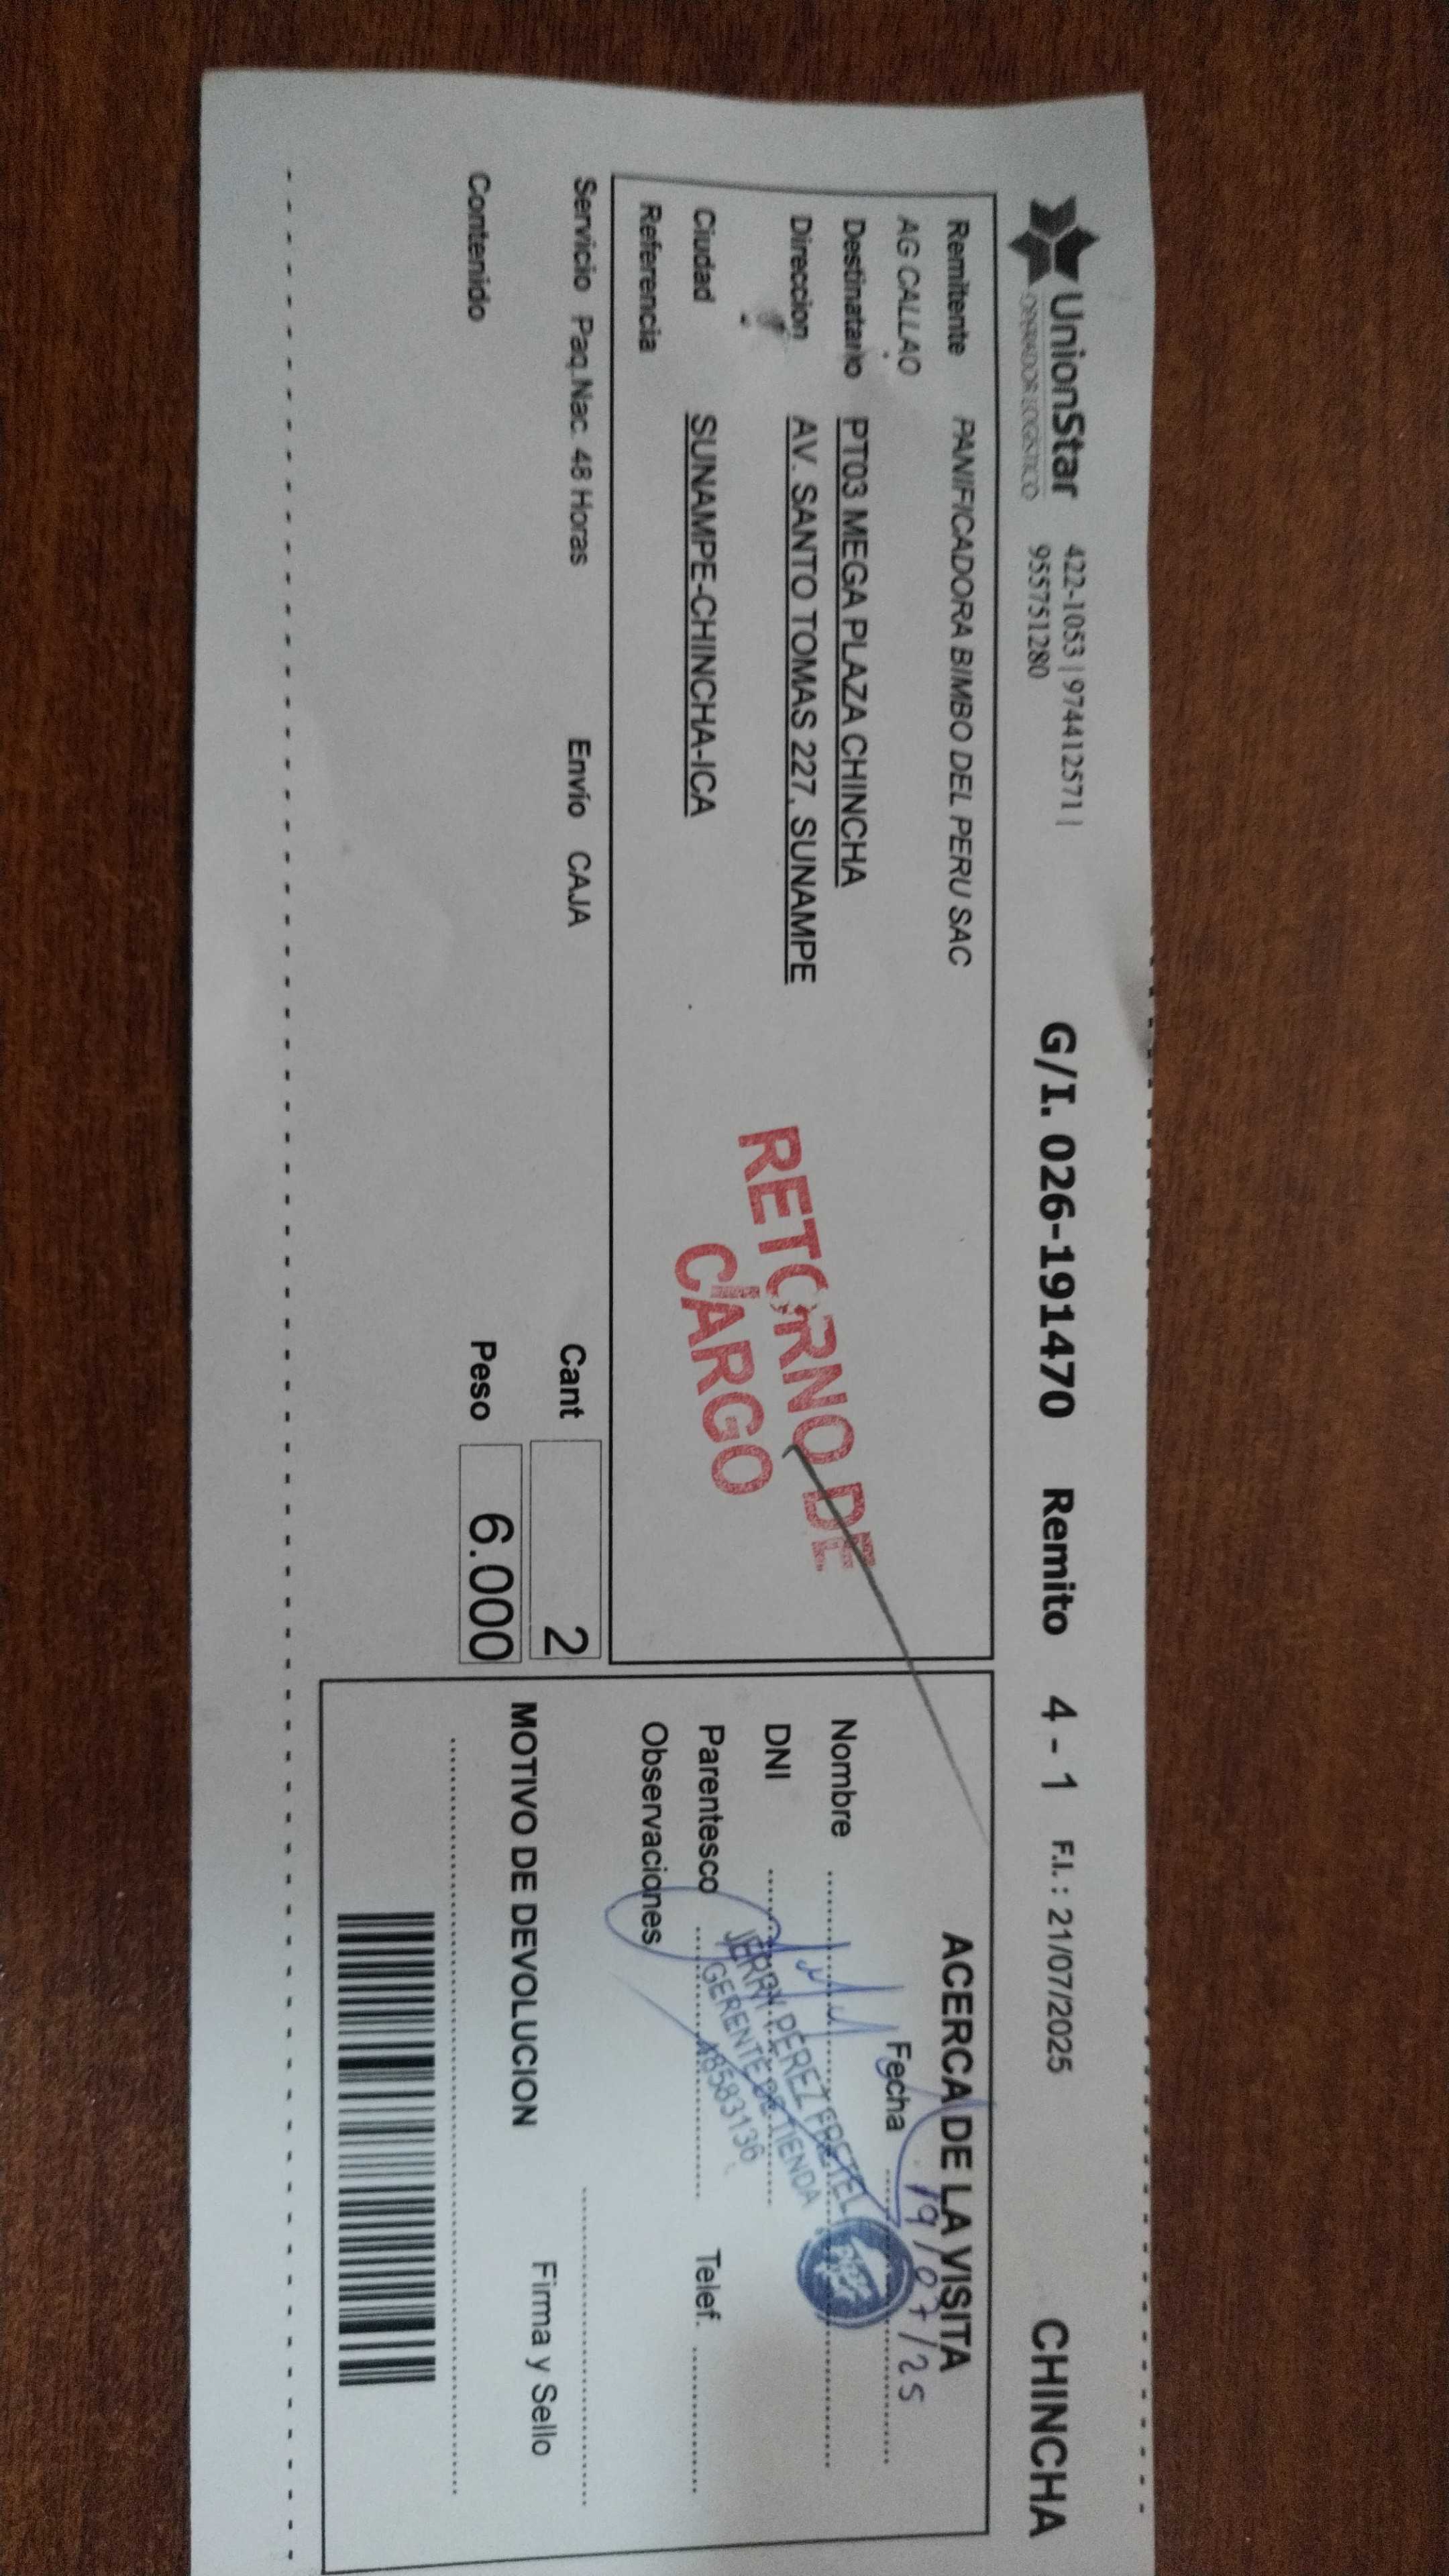 UnionStar
OPERADOR LOGÍSTICO
422-1053 | 974412571 |
955751280
G/I. 026-191470 Remito 4 - 1 F.I. : 21/07/2025 CHINCHA
Remitente PANIFICADORA BIMBO DEL PERU SAC
AG CALLAO
Destinatario PT03 MEGA PLAZA CHINCHA
Direccion AV. SANTO TOMAS 227, SUNAMPE
Ciudad SUNAMPE-CHINCHA-ICA
Referencia
RETORNO DE
CARGO
Servicio Paq.Nac. 48 Horas Envío CAJA Cant 2
Contenido Peso 6.000
ACERCA DE LA VISITA
Fecha 19/07/25
Nombre
DNI
Parentesco Telef.
Observaciones
JERRY PEREZ FRETEL
GERENTE DE TIENDA
48583136
MOTIVO DE DEVOLUCION Firma y Sello